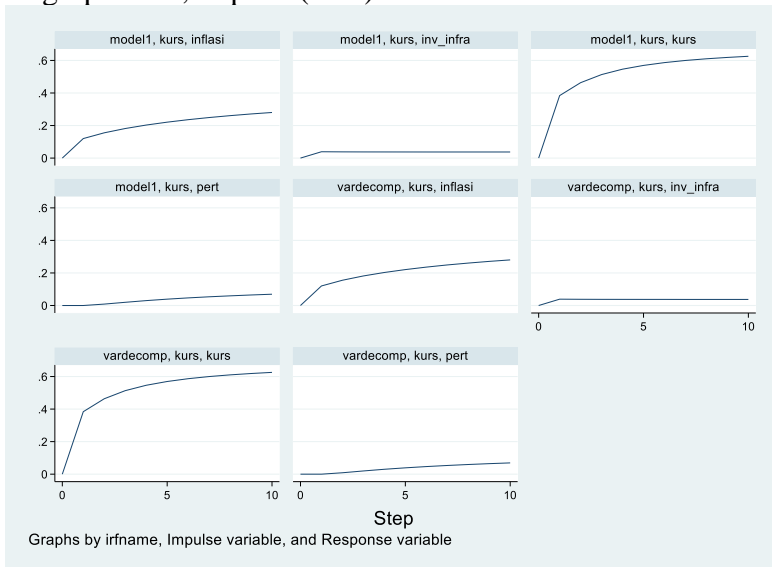 model1, kurs, inflasi
model1, kurs, inv_infra
model1, kurs, kurs
.6
.4
.2
0
model1, kurs, pert
vardecomp, kurs, inflasi
vardecomp, kurs, inv_infra
.6
.4
.2
0
0 5 10
vardecomp, kurs, kurs
vardecomp, kurs, pert
.6
.4
.2
0
0 5 10
0 5 10
Step
Graphs by irfname, Impulse variable, and Response variable